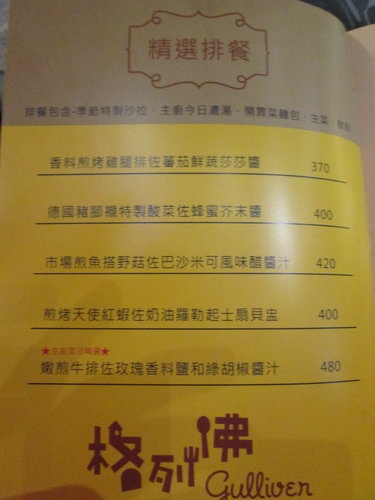 精選排餐
排餐包含-季節特製沙拉、主廚今日濃湯、開胃菜麵包、主菜、
香料煎烤雞腿排佐蕃茄鮮蔬莎莎醬 370
德國豬腳襯特製酸菜佐蜂蜜芥末醬 400
市場煎魚搭野菇佐巴沙米可風味醋醬汁 420
煎烤天使紅蝦佐奶油羅勒起士扇貝盅 400
★主廚當日精選★
嫩煎牛排佐玫瑰香料鹽和綠胡椒醬汁 480
格列佛
Gulliver